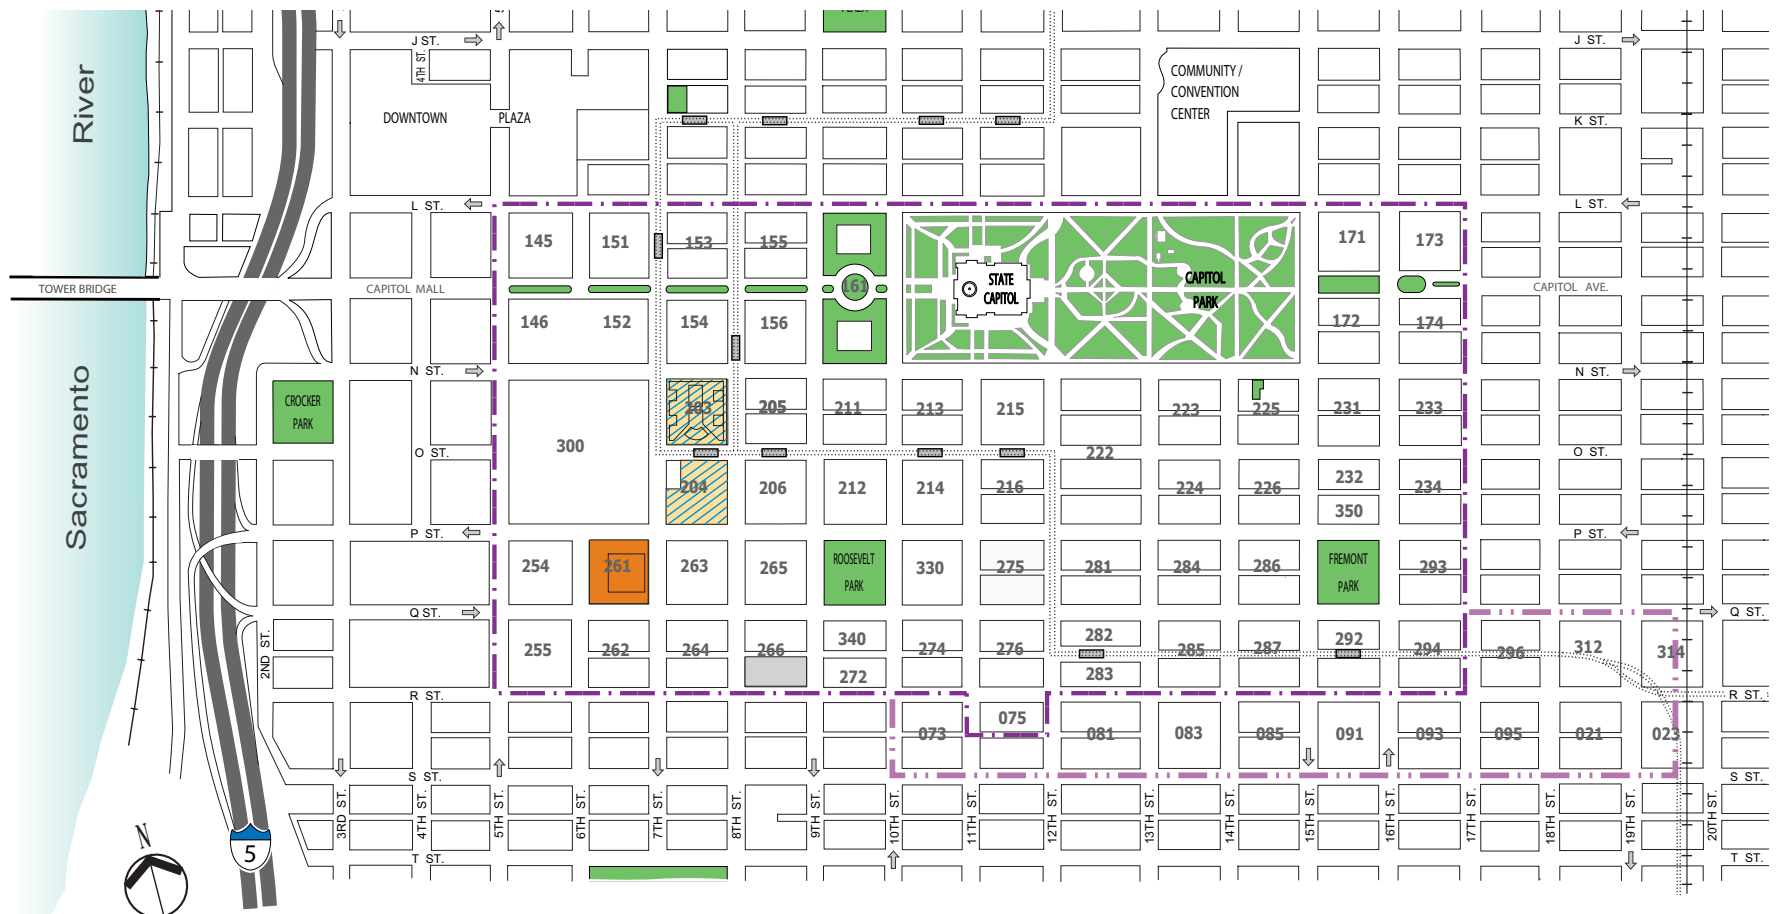 J ST.
J ST.
4TH ST.
River
COMMUNITY /
CONVENTION
CENTER
DOWNTOWN PLAZA
K ST.
L ST.
L ST.
145
151
153
155
171
173
161
STATE
CAPITOL
CAPITOL
PARK
TOWER BRIDGE
CAPITOL MALL
CAPITOL AVE.
146
152
154
156
172
174
N ST.
N ST.
Sacramento
CROCKER
PARK
203
205
211
213
215
223
225
231
233
300
O ST.
222
O ST.
204
206
212
214
216
224
226
232
234
350
P ST.
P ST.
254
261
263
265
ROOSEVELT
PARK
330
275
281
284
286
FREMONT
PARK
293
Q ST.
Q ST.
2ND ST.
255
262
264
266
340
272
274
276
282
283
285
287
292
294
296
312
314
R ST.
R ST.
073
075
081
083
085
091
093
095
021
023
S ST.
S ST.
3RD ST.
4TH ST.
5TH ST.
6TH ST.
7TH ST.
8TH ST.
9TH ST.
10TH ST.
11TH ST.
12TH ST.
13TH ST.
14TH ST.
15TH ST.
16TH ST.
17TH ST.
18TH ST.
19TH ST.
20TH ST.
N
5
T ST.
T ST.